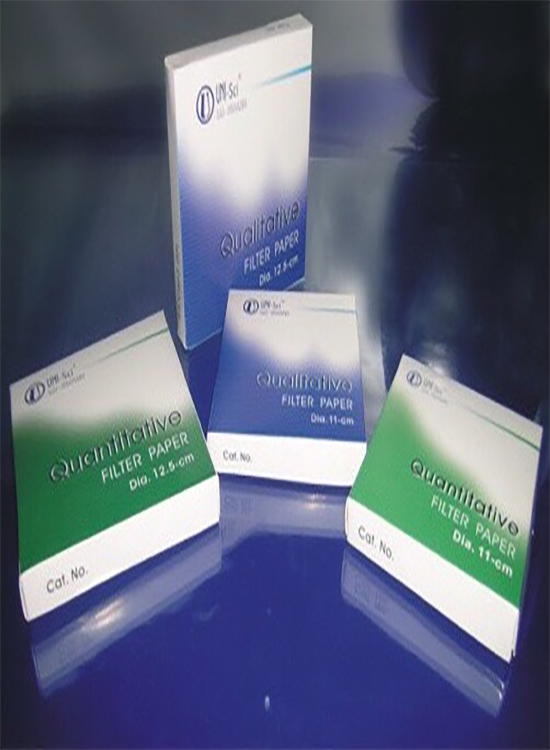 UNI-Sci
Qualitative
FILTER PAPER
Dia. 12.5-cm
UNI-Sci
Quantitative
FILTER PAPER
Dia. 12.5-cm
Cat. No.
UNI-Sci
Qualitative
FILTER PAPER
Dia. 11-cm
Cat. No.
UNI-Sci
Quantitative
FILTER PAPER
Dia. 11-cm
Cat. No.